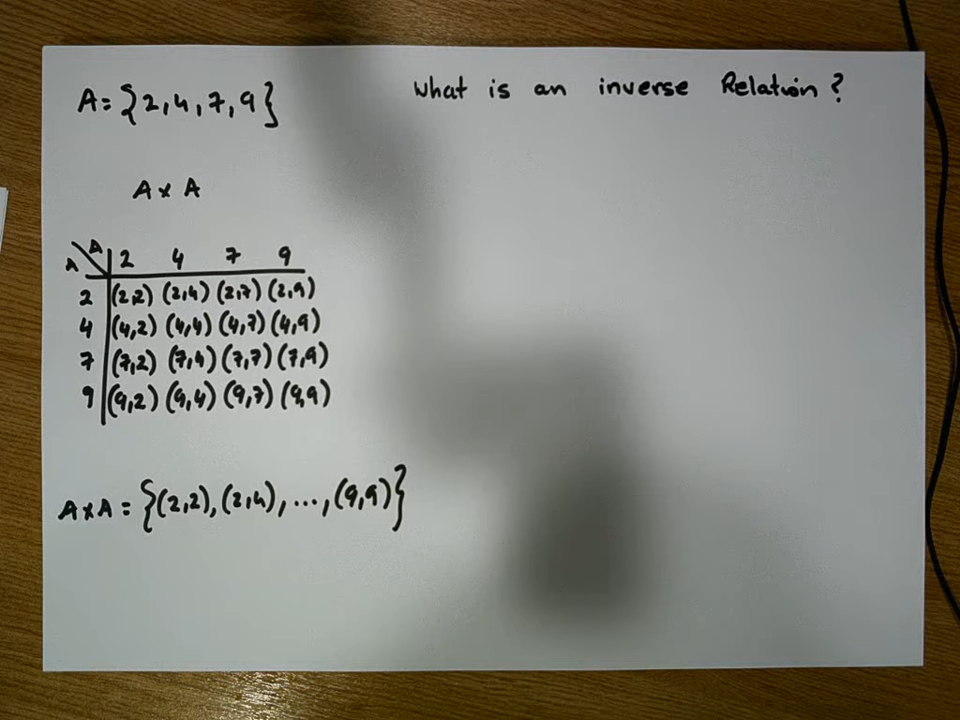 A = {2, 4, 7, 9}
What is an inverse Relation?
A × A
A A 2 4 7 9
2 (2,2) (2,4) (2,7) (2,9)
4 (4,2) (4,4) (4,7) (4,9)
7 (7,2) (7,4) (7,7) (7,9)
9 (9,2) (9,4) (9,7) (9,9)
A×A = {(2,2), (2,4), ..., (9,9)}